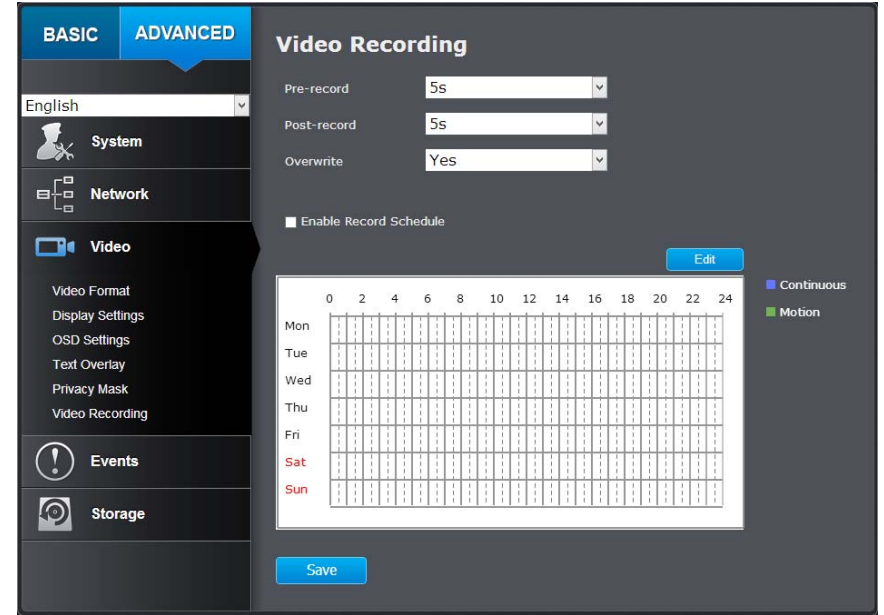 BASIC
ADVANCED
English
System
Network
Video
Video Format
Display Settings
OSD Settings
Text Overlay
Privacy Mask
Video Recording
Events
Storage
Video Recording
Pre-record 5s
Post-record 5s
Overwrite Yes
Enable Record Schedule
Edit
0 2 4 6 8 10 12 14 16 18 20 22 24
Mon
Tue
Wed
Thu
Fri
Sat
Sun
Continuous
Motion
Save